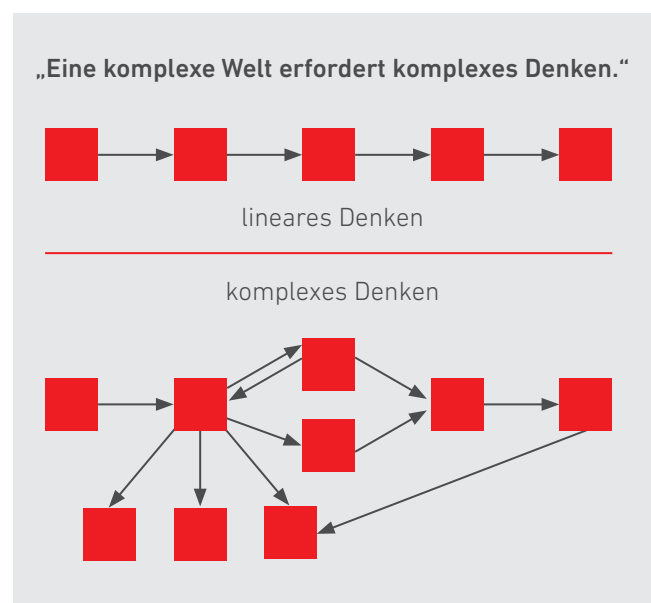 „Eine komplexe Welt erfordert komplexes Denken.“
lineares Denken
komplexes Denken